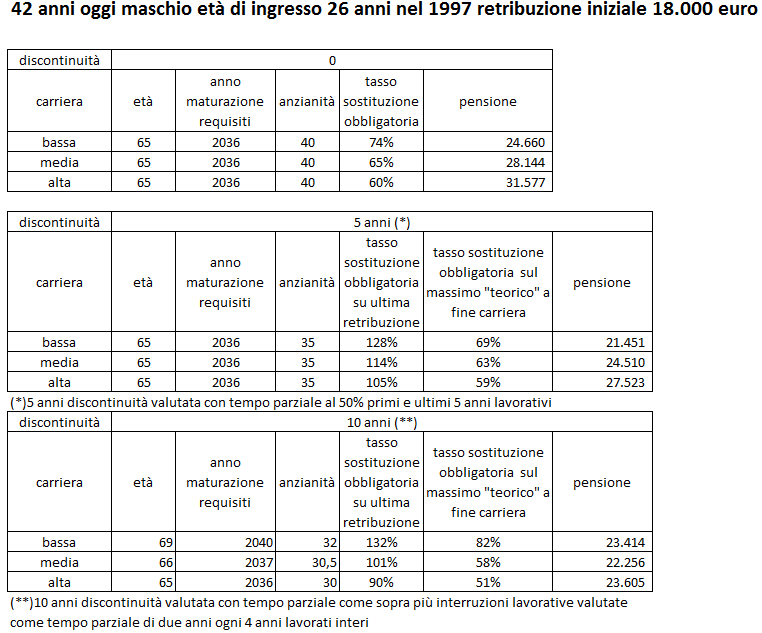 42 anni oggi maschio età di ingresso 26 anni nel 1997 retribuzione iniziale 18.000 euro
discontinuità 0
carriera età anno maturazione requisiti anzianità tasso sostituzione obbligatoria pensione
bassa 65 2036 40 74% 24.660
media 65 2036 40 65% 28.144
alta 65 2036 40 60% 31.577
discontinuità 5 anni (*)
carriera età anno maturazione requisiti anzianità tasso sostituzione obbligatoria su ultima retribuzione tasso sostituzione obbligatoria sul massimo "teorico" a fine carriera pensione
bassa 65 2036 35 128% 69% 21.451
media 65 2036 35 114% 63% 24.510
alta 65 2036 35 105% 59% 27.523
(*)5 anni discontinuità valutata con tempo parziale al 50% primi e ultimi 5 anni lavorativi
discontinuità 10 anni (**)
carriera età anno maturazione requisiti anzianità tasso sostituzione obbligatoria su ultima retribuzione tasso sostituzione obbligatoria sul massimo "teorico" a fine carriera pensione
bassa 69 2040 32 132% 82% 23.414
media 66 2037 30,5 101% 58% 22.256
alta 65 2036 30 90% 51% 23.605
(**)10 anni discontinuità valutata con tempo parziale come sopra più interruzioni lavorative valutate
come tempo parziale di due anni ogni 4 anni lavorati interi